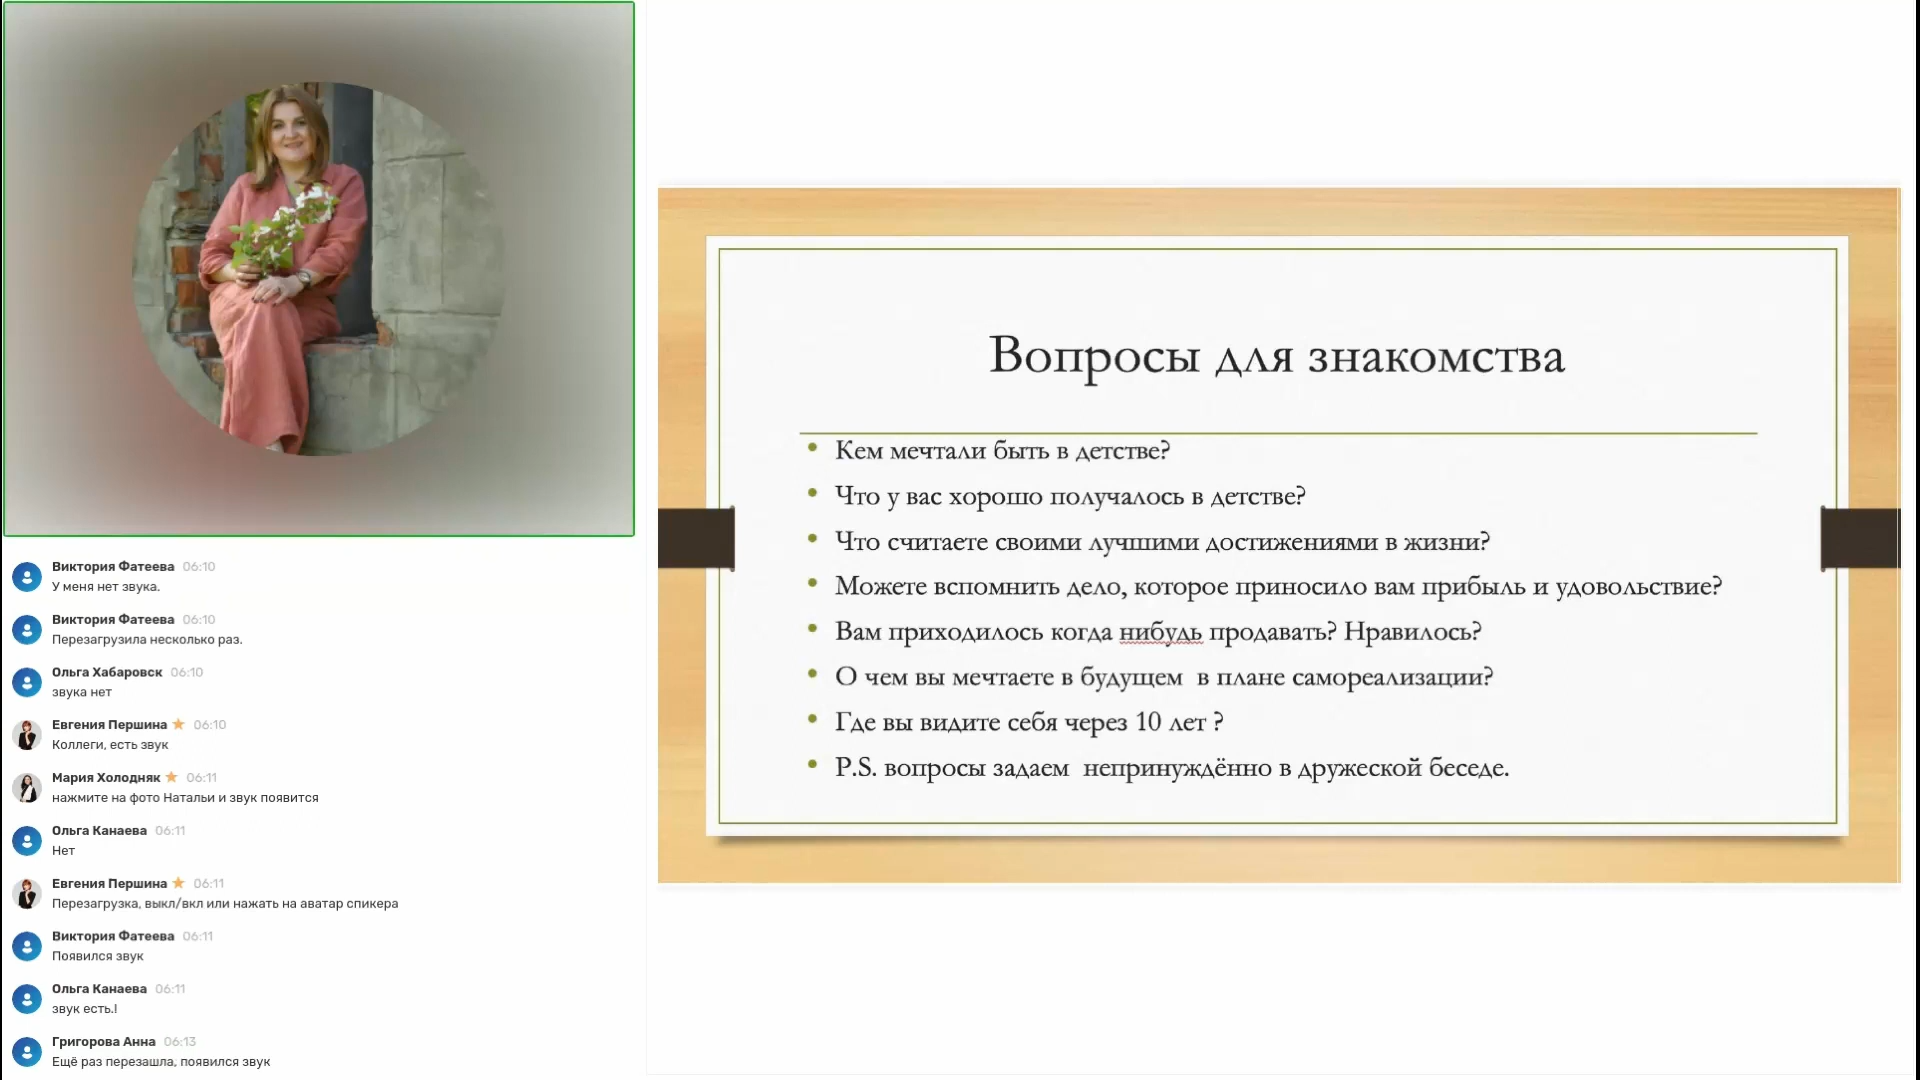 Виктория Фатеева 06:10
У меня нет звука.
Виктория Фатеева 06:10
Перезагрузила несколько раз.
Ольга Хабаровск 06:10
звука нет
Евгения Першина 06:10
Коллеги, есть звук
Мария Холодняк 06:11
нажмите на фото Натальи и звук появится
Ольга Канаева 06:11
Нет
Евгения Першина 06:11
Перезагрузка, выкл/вкл или нажать на аватар спикера
Виктория Фатеева 06:11
Появился звук
Ольга Канаева 06:11
звук есть.!
Григорова Анна 06:13
Ещё раз перезашла, появился звук
Вопросы для знакомства
• Кем мечтали быть в детстве?
• Что у вас хорошо получалось в детстве?
• Что считаете своими лучшими достижениями в жизни?
• Можете вспомнить дело, которое приносило вам прибыль и удовольствие?
• Вам приходилось когда нибудь продавать? Нравилось?
• О чем вы мечтаете в будущем в плане самореализации?
• Где вы видите себя через 10 лет ?
• P.S. вопросы задаем непринуждённо в дружеской беседе.